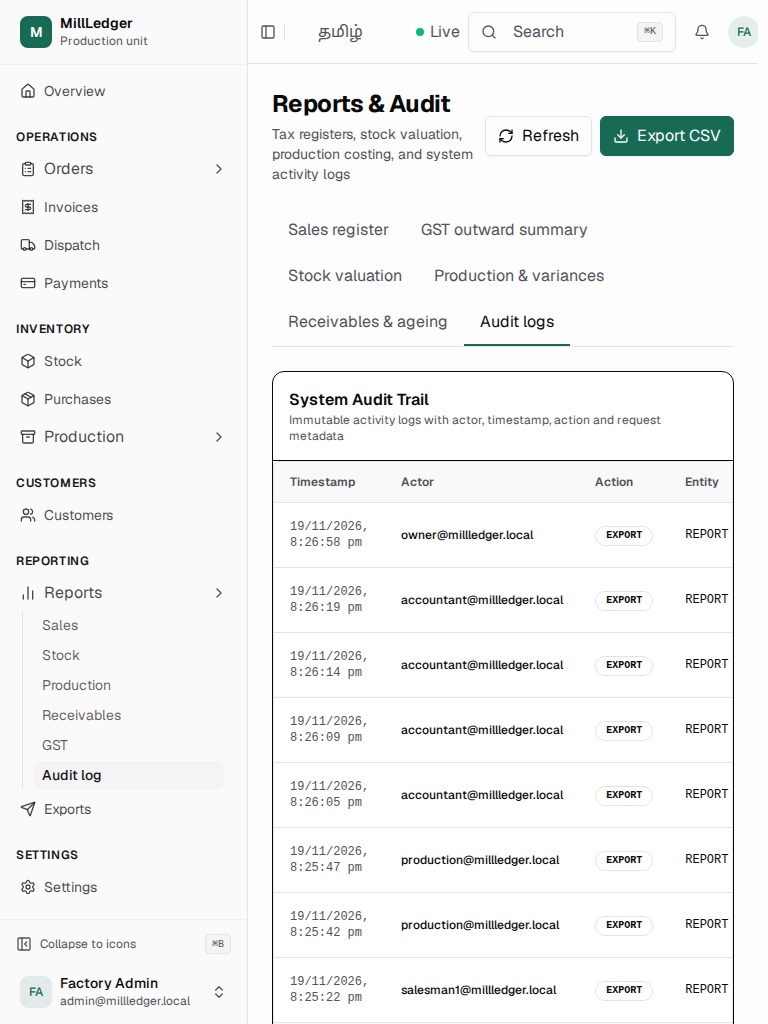 M
MillLedger
Production unit
Overview
OPERATIONS
Orders
Invoices
Dispatch
Payments
INVENTORY
Stock
Purchases
Production
CUSTOMERS
Customers
REPORTING
Reports
Sales
Stock
Production
Receivables
GST
Audit log
Exports
SETTINGS
Settings
Collapse to icons ⌘B
FA
Factory Admin
admin@millledger.local
தமிழ் Live Search ⌘K FA
Reports & Audit
Tax registers, stock valuation,
production costing, and system
activity logs
Refresh Export CSV
Sales register GST outward summary
Stock valuation Production & variances
Receivables & ageing Audit logs
System Audit Trail
Immutable activity logs with actor, timestamp, action and request
metadata
Timestamp Actor Action Entity
19/11/2026,
8:26:58 pm owner@millledger.local EXPORT REPORT
19/11/2026,
8:26:19 pm accountant@millledger.local EXPORT REPORT
19/11/2026,
8:26:14 pm accountant@millledger.local EXPORT REPORT
19/11/2026,
8:26:09 pm accountant@millledger.local EXPORT REPORT
19/11/2026,
8:26:05 pm accountant@millledger.local EXPORT REPORT
19/11/2026,
8:25:47 pm production@millledger.local EXPORT REPORT
19/11/2026,
8:25:42 pm production@millledger.local EXPORT REPORT
19/11/2026,
8:25:22 pm salesman1@millledger.local EXPORT REPORT